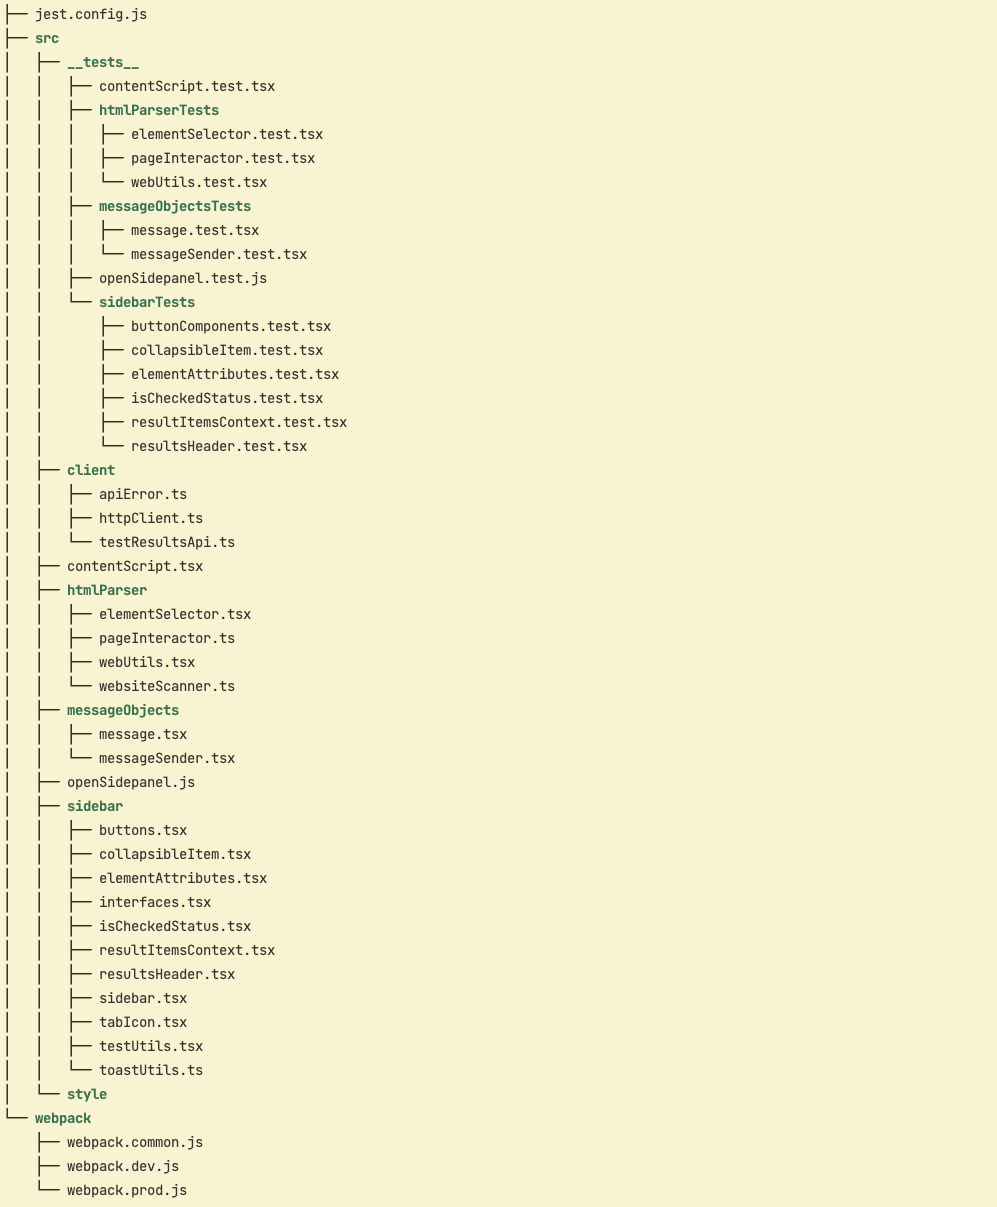 ├── jest.config.js
├── src
│   ├── __tests__
│   │   ├── contentScript.test.tsx
│   │   ├── htmlParserTests
│   │   │   ├── elementSelector.test.tsx
│   │   │   ├── pageInteractor.test.tsx
│   │   │   └── webUtils.test.tsx
│   │   ├── messageObjectsTests
│   │   │   ├── message.test.tsx
│   │   │   └── messageSender.test.tsx
│   │   ├── openSidepanel.test.js
│   │   └── sidebarTests
│   │       ├── buttonComponents.test.tsx
│   │       ├── collapsibleItem.test.tsx
│   │       ├── elementAttributes.test.tsx
│   │       ├── isCheckedStatus.test.tsx
│   │       ├── resultItemsContext.test.tsx
│   │       └── resultsHeader.test.tsx
│   ├── client
│   │   ├── apiError.ts
│   │   ├── httpClient.ts
│   │   └── testResultsApi.ts
│   ├── contentScript.tsx
│   ├── htmlParser
│   │   ├── elementSelector.tsx
│   │   ├── pageInteractor.ts
│   │   ├── webUtils.tsx
│   │   └── websiteScanner.ts
│   ├── messageObjects
│   │   ├── message.tsx
│   │   └── messageSender.tsx
│   ├── openSidepanel.js
│   ├── sidebar
│   │   ├── buttons.tsx
│   │   ├── collapsibleItem.tsx
│   │   ├── elementAttributes.tsx
│   │   ├── interfaces.tsx
│   │   ├── isCheckedStatus.tsx
│   │   ├── resultItemsContext.tsx
│   │   ├── resultsHeader.tsx
│   │   ├── sidebar.tsx
│   │   ├── tabIcon.tsx
│   │   ├── testUtils.tsx
│   │   └── toastUtils.ts
│   └── style
└── webpack
    ├── webpack.common.js
    ├── webpack.dev.js
    └── webpack.prod.js